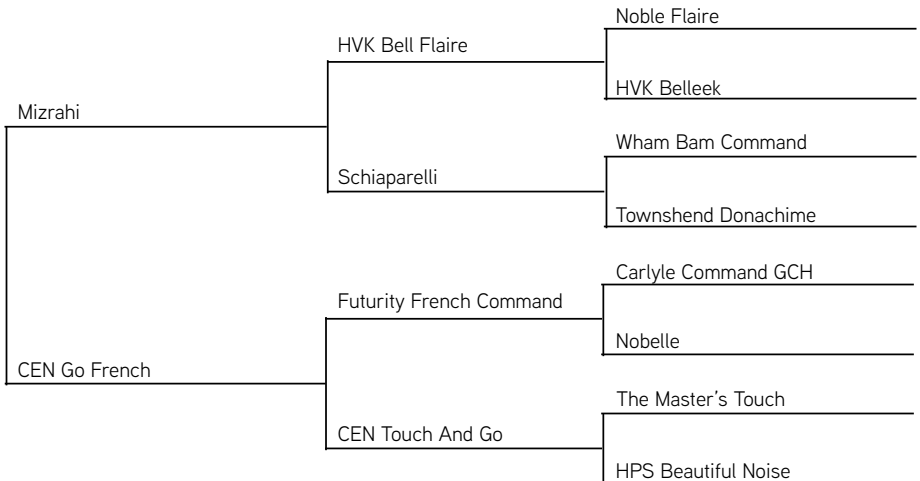 Noble Flaire
HVK Bell Flaire
HVK Belleek
Mizrahi
Wham Bam Command
Schiaparelli
Townshend Donachime
Carlyle Command GCH
Futurity French Command
Nobelle
CEN Go French
The Master's Touch
CEN Touch And Go
HPS Beautiful Noise